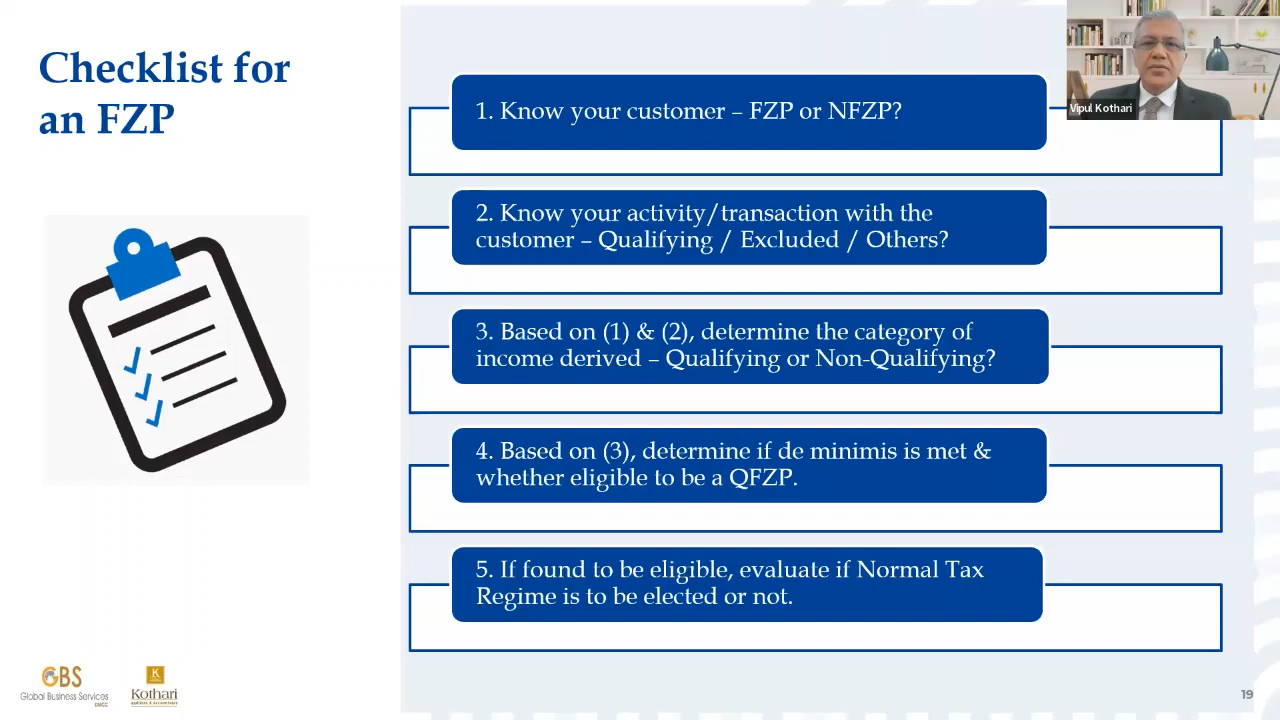 Checklist for
an FZP
1. Know your customer – FZP or NFZP?
2. Know your activity/transaction with the
customer – Qualifying / Excluded / Others?
3. Based on (1) & (2), determine the category of
income derived – Qualifying or Non-Qualifying?
4. Based on (3), determine if de minimis is met &
whether eligible to be a QFZP.
5. If found to be eligible, evaluate if Normal Tax
Regime is to be elected or not.
Vipul Kothari
GBS
Global Business Services
DMCC
K
Kothari
Auditors & Accountants
19